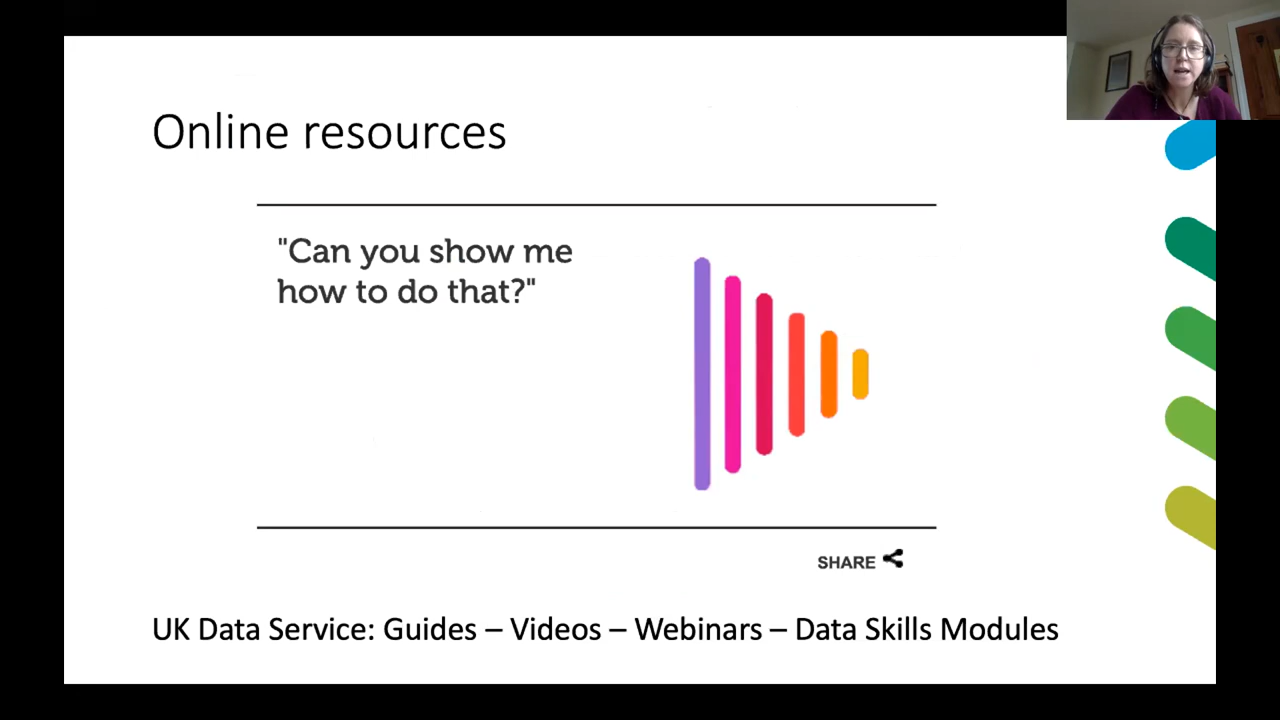 Online resources
"Can you show me
how to do that?"
SHARE
UK Data Service: Guides – Videos – Webinars – Data Skills Modules